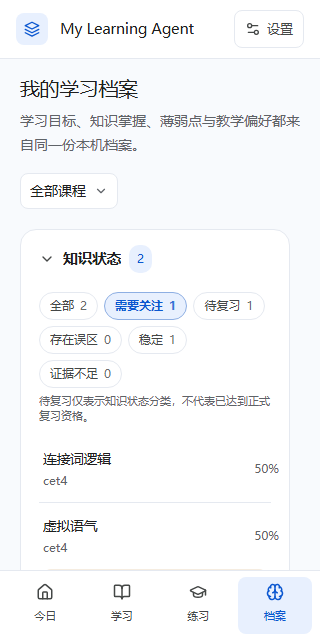 My Learning Agent
设置
我的学习档案
学习目标、知识掌握、薄弱点与教学偏好都来
自同一份本机档案。
全部课程
知识状态 2
全部 2
需要关注 1
待复习 1
存在误区 0
稳定 1
证据不足 0
待复习仅表示知识状态分类，不代表已达到正式
复习资格。
连接词逻辑
50%
cet4
虚拟语气
50%
cet4
今日
学习
练习
档案